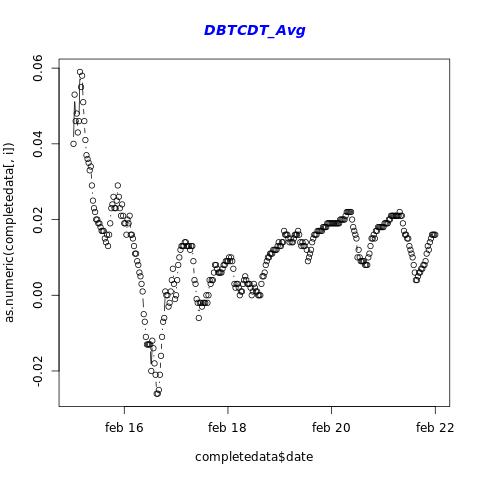 DBTCDT_Avg
as.numeric(completedata[, i])
0.06
0.04
0.02
0.00
-0.02
feb 16 feb 18 feb 20 feb 22
completedata$date